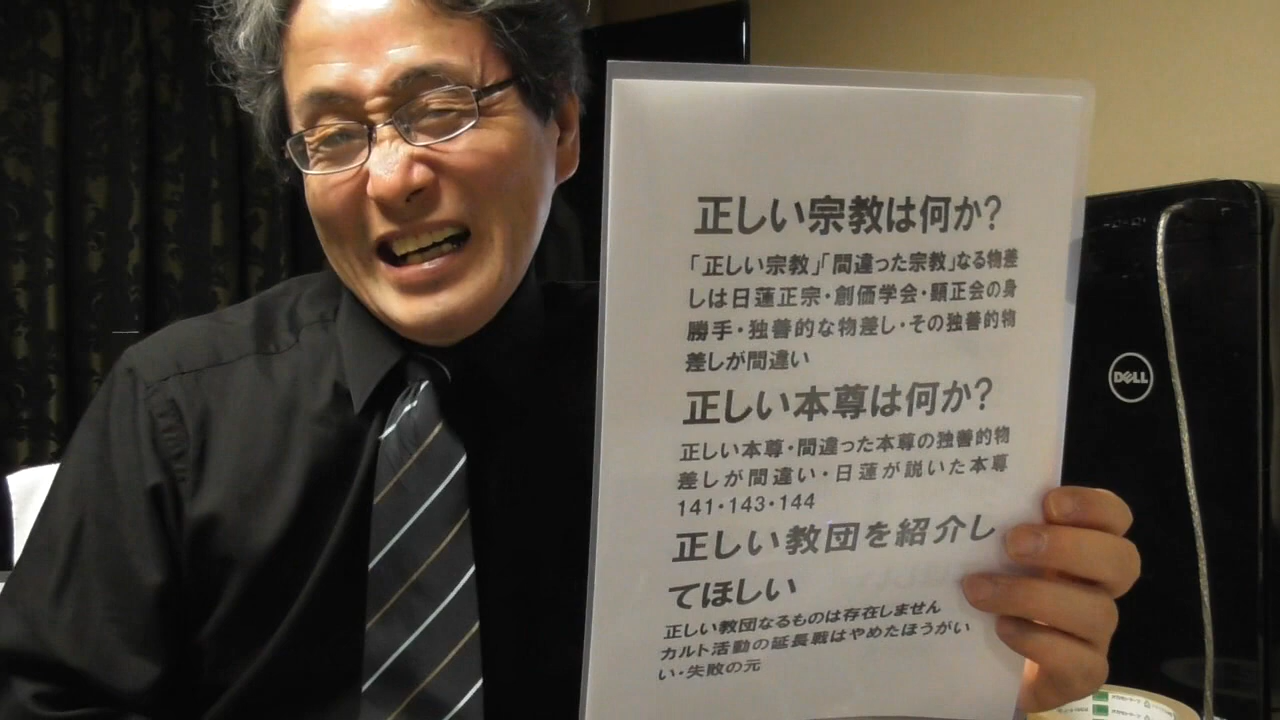 正しい宗教は何か?
「正しい宗教」「間違った宗教」なる物差
しは日蓮正宗・創価学会・顕正会の身
勝手・独善的な物差し・その独善的物
差しが間違い
正しい本尊は何か?
正しい本尊・間違った本尊の独善的物
差しが間違い・日蓮が説いた本尊
141・143・144
正しい教団を紹介し
てほしい
正しい教団なるものは存在しません
カルト活動の延長戦はやめたほうがい
い・失敗の元
DELL